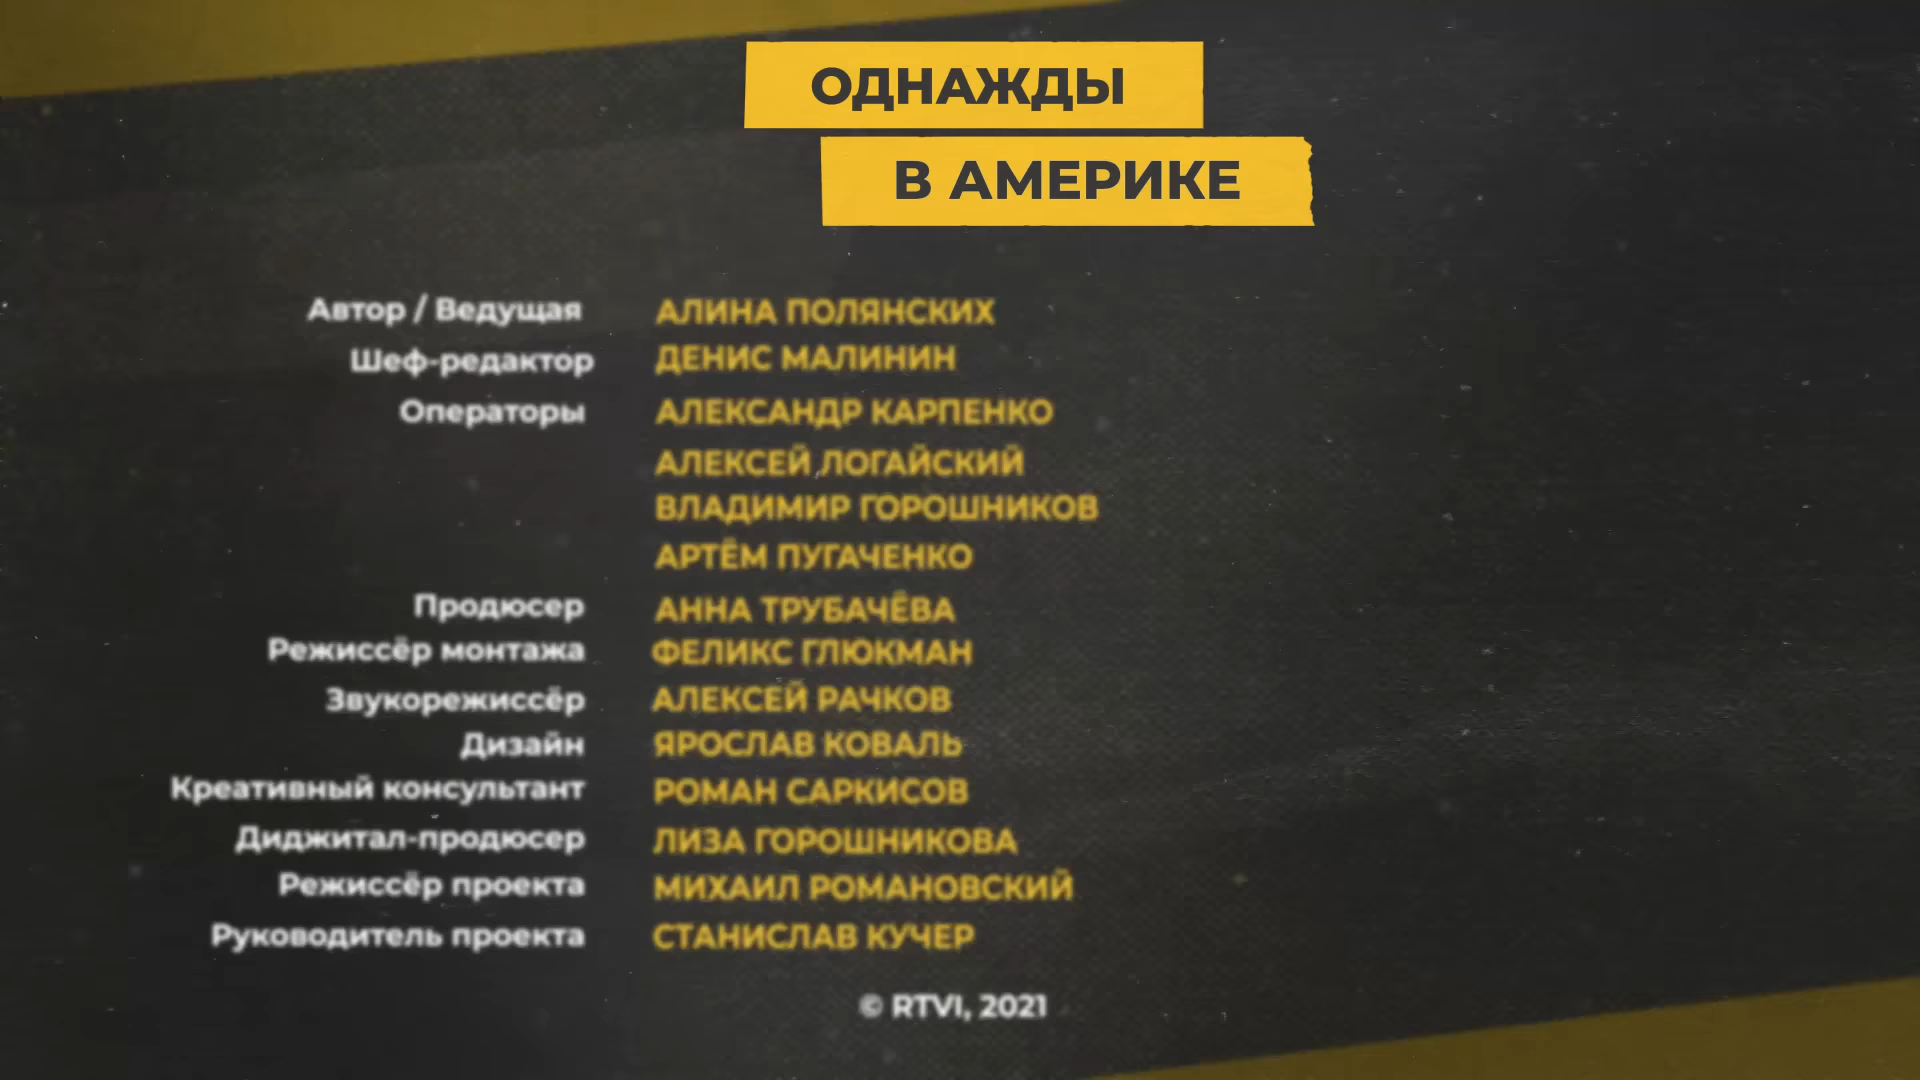 ОДНАЖДЫ
В АМЕРИКЕ
Автор / Ведущая АЛИНА ПОЛЯНСКИХ
Шеф-редактор ДЕНИС МАЛИНИН
Операторы АЛЕКСАНДР КАРПЕНКО
АЛЕКСЕЙ ЛОГАЙСКИЙ
ВЛАДИМИР ГОРОШНИКОВ
АРТЁМ ПУГАЧЕНКО
Продюсер АННА ТРУБАЧЁВА
Режиссёр монтажа ФЕЛИКС ГЛЮКМАН
Звукорежиссёр АЛЕКСЕЙ РАЧКОВ
Дизайн ЯРОСЛАВ КОВАЛЬ
Креативный консультант РОМАН САРКИСОВ
Диджитал-продюсер ЛИЗА ГОРОШНИКОВА
Режиссёр проекта МИХАИЛ РОМАНОВСКИЙ
Руководитель проекта СТАНИСЛАВ КУЧЕР
© RTVI, 2021